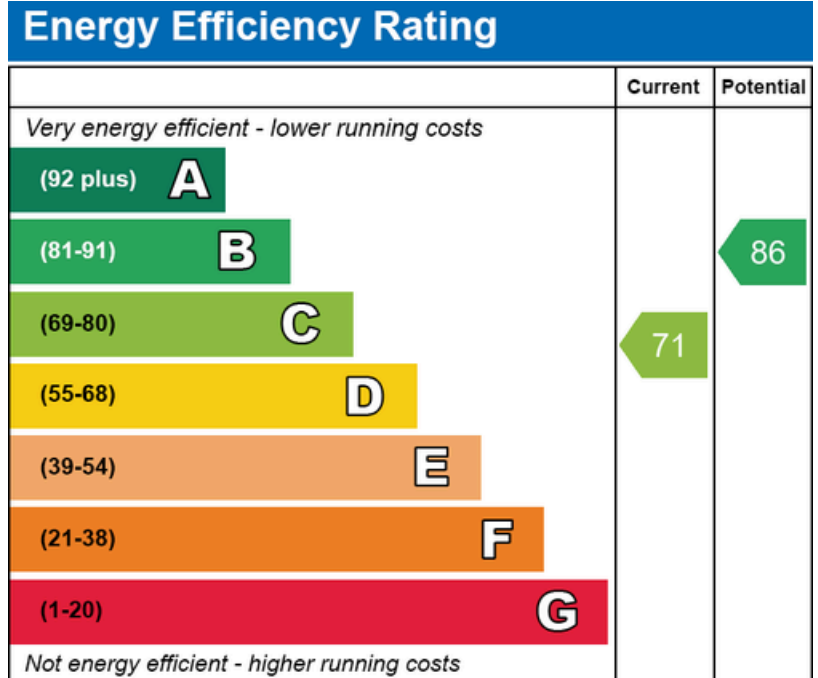 Energy Efficiency Rating
Current Potential
Very energy efficient - lower running costs
(92 plus) A
(81-91) B 86
(69-80) C
71
(55-68) D
(39-54) E
(21-38) F
(1-20) G
Not energy efficient - higher running costs